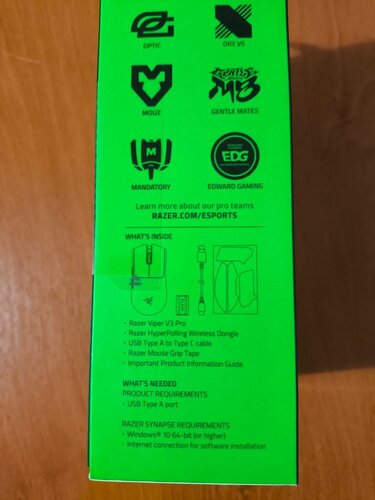 OPTIC
DRX VS
MOUZ
GENTLE MATES
M
EDG
MANDATORY
EDWARD GAMING
Learn more about our pro teams
RAZER.COM/ESPORTS
WHAT'S INSIDE
• Razer Viper V3 Pro
• Razer HyperPolling Wireless Dongle
• USB Type A to Type C cable
• Razer Mouse Grip Tape
• Important Product Information Guide
WHAT'S NEEDED
PRODUCT REQUIREMENTS
• USB Type A port
RAZER SYNAPSE REQUIREMENTS
• Windows® 10 64-bit (or higher)
• Internet connection for software installation